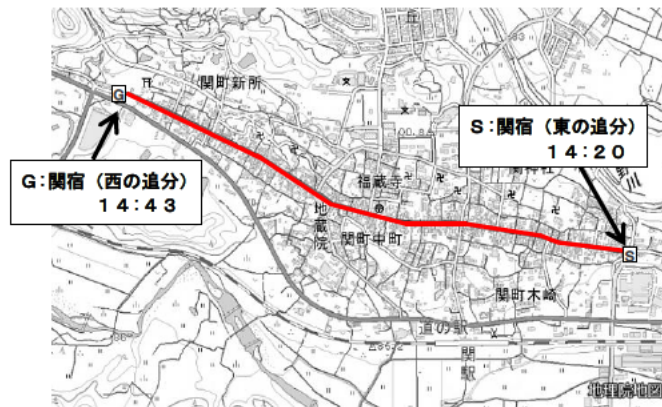 関町新所
G
S:関宿(東の追分)
14:20
G:関宿(西の追分)
14:43
福蔵寺
地蔵院
関町中町
S
関町木崎
道の駅
関駅
地理院地図